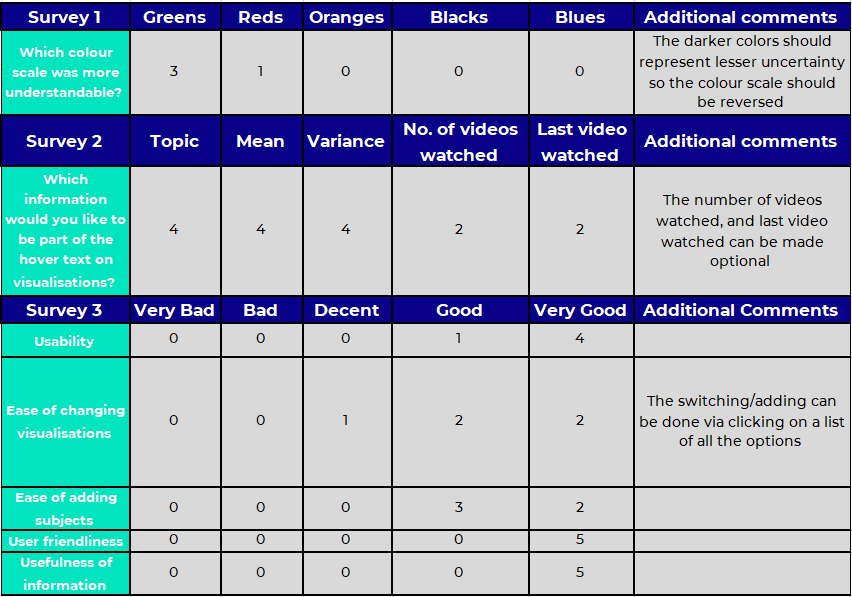 Survey 1 Greens Reds Oranges Blacks Blues Additional comments
Which colour
scale was more
understandable?
3 1 0 0 0
The darker colors should
represent lesser uncertainty
so the colour scale should
be reversed
Survey 2 Topic Mean Variance
No. of videos
watched
Last video
watched
Additional comments
Which
information
would you like to
be part of the
hover text on
visualisations?
4 4 4 2 2
The number of videos
watched, and last video
watched can be made
optional
Survey 3 Very Bad Bad Decent Good Very Good Additional Comments
Usability 0 0 0 1 4
Ease of changing
visualisations
0 0 1 2 2
The switching/adding can
be done via clicking on a list
of all the options
Ease of adding
subjects
0 0 0 3 2
User friendliness 0 0 0 0 5
Usefulness of
information
0 0 0 0 5